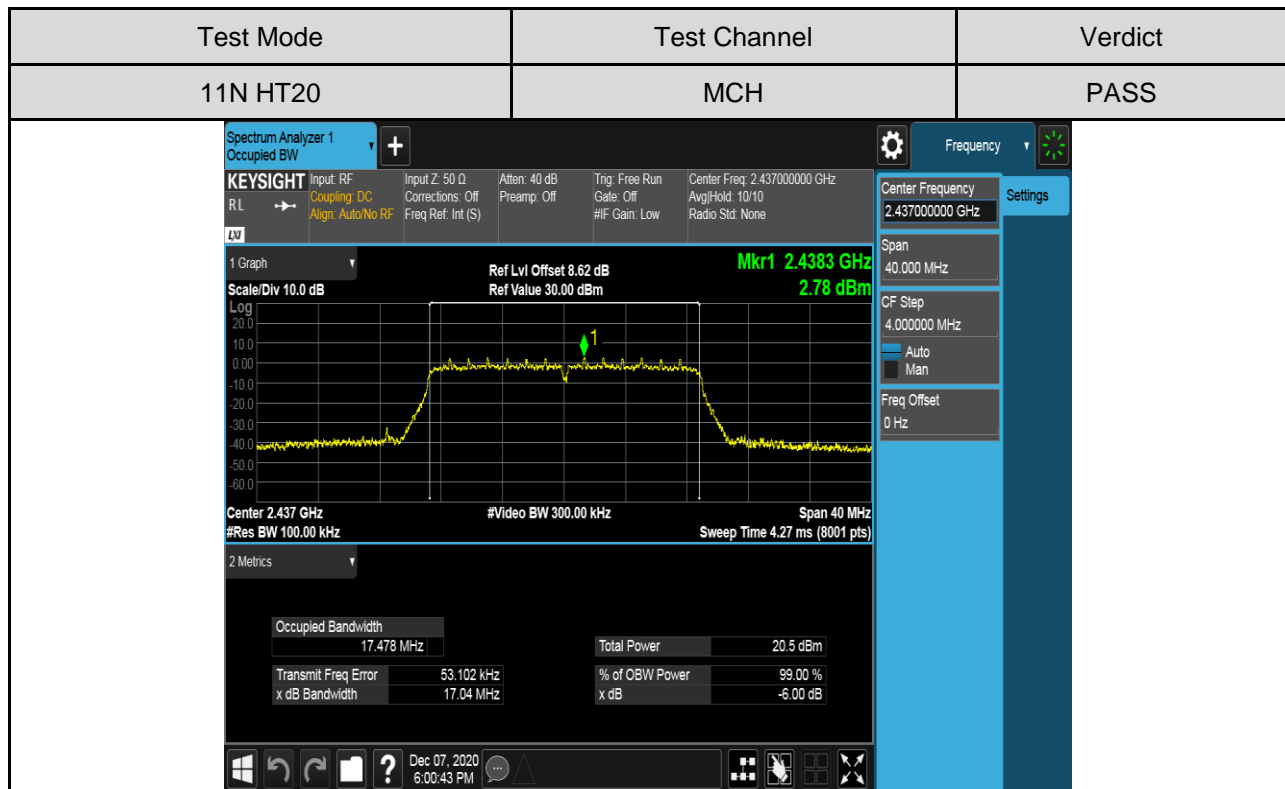 Test Mode Test Channel Verdict
11N HT20 MCH PASS
Spectrum Analyzer 1
Occupied BW
+
Frequency
KEYSIGHT Input: RF Input Z: 50 Ω Atten: 40 dB Trig: Free Run Center Freq: 2.437000000 GHz
RL Coupling: DC Corrections: Off Preamp: Off Gate: Off Avg|Hold: 10/10
Align: Auto/No RF Freq Ref: Int (S) #IF Gain: Low Radio Std: None
LXI
Center Frequency
2.437000000 GHz
Settings
Span
40.000 MHz
CF Step
4.000000 MHz
Auto
Man
Freq Offset
0 Hz
1 Graph
Ref Lvl Offset 8.62 dB
Mkr1 2.4383 GHz
Scale/Div 10.0 dB Ref Value 30.00 dBm 2.78 dBm
Log
20.0
10.0
0.00
-10.0
-20.0
-30.0
-40.0
-50.0
-60.0
1
Center 2.437 GHz #Video BW 300.00 kHz Span 40 MHz
#Res BW 100.00 kHz Sweep Time 4.27 ms (8001 pts)
2 Metrics
Occupied Bandwidth
17.478 MHz Total Power 20.5 dBm
Transmit Freq Error 53.102 kHz % of OBW Power 99.00 %
x dB Bandwidth 17.04 MHz x dB -6.00 dB
?
Dec 07, 2020
6:00:43 PM